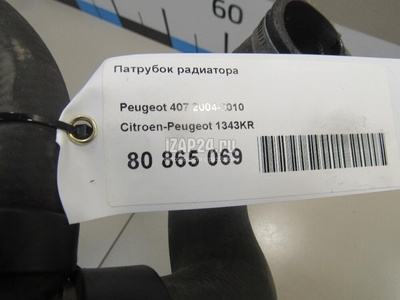 60
Патрубок радиатора
Peugeot 407 2004-2010
Citroen-Peugeot 1343KR
IZAP24.ru
80 865 069